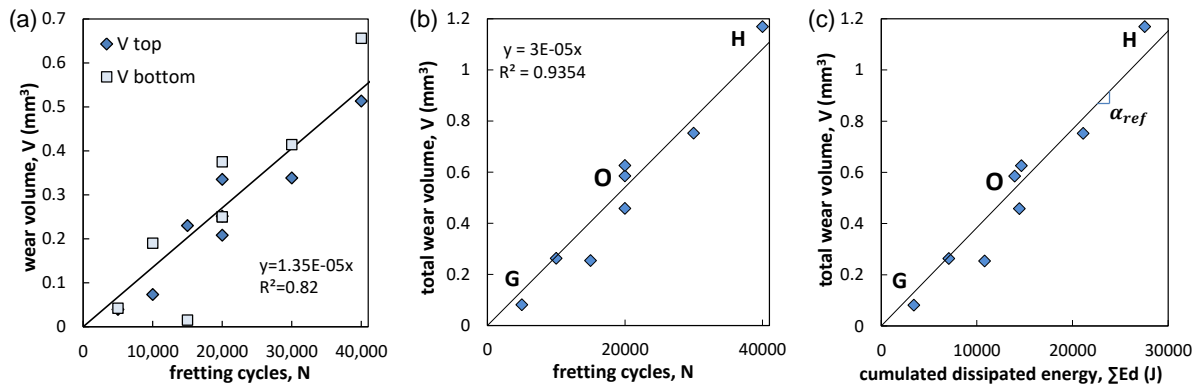 (a)
0.7
0.6
0.5
0.4
0.3
0.2
0.1
0
wear volume, V (mm³)
V top
V bottom
y=1.35E-05x
R²=0.82
0 10,000 20,000 30,000 40,000
fretting cycles, N
(b)
1.2
1
0.8
0.6
0.4
0.2
0
total wear volume, V (mm³)
y = 3E-05x
R² = 0.9354
H
O
G
0 20000 40000
fretting cycles, N
(c)
1.2
1
0.8
0.6
0.4
0.2
0
total wear volume, V (mm³)
H
α_ref
O
G
0 10000 20000 30000
cumulated dissipated energy, ∑Ed (J)